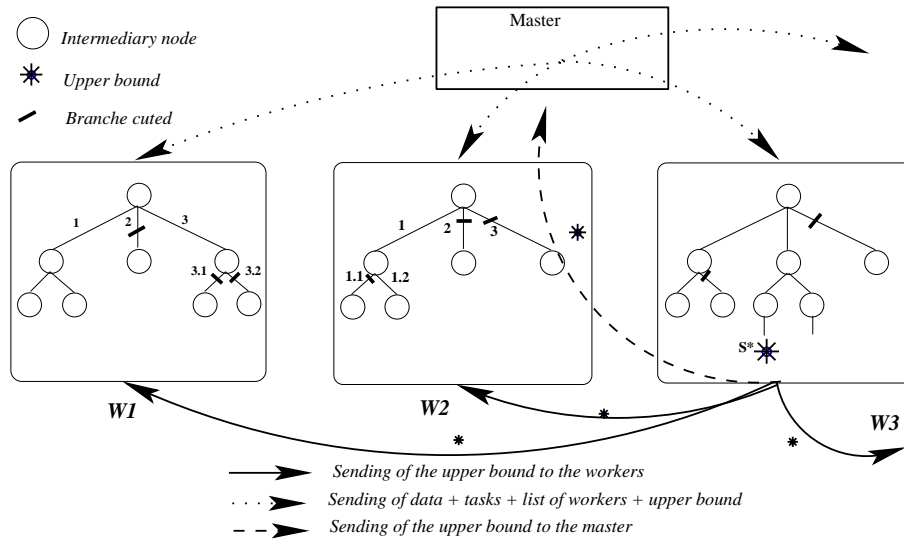 Master
Intermediary node
Upper bound
Branche cuted
1
2
3
3.1
3.2
1
2
3
1.1
1.2
S*
W1
W2
W3
Sending of the upper bound to the workers
Sending of data + tasks + list of workers + upper bound
Sending of the upper bound to the master